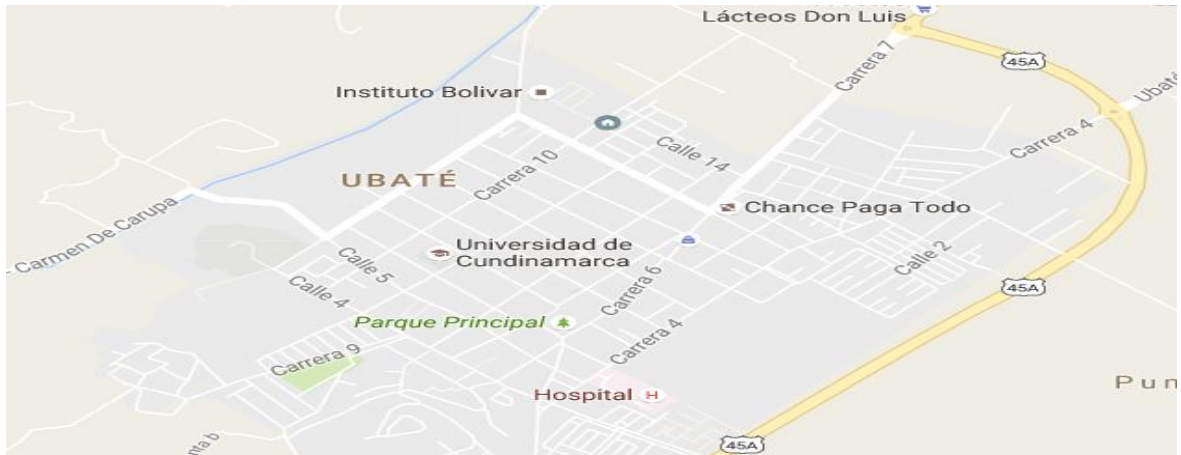 Lácteos Don Luis
Carrera 7
45A
Ubaté
Instituto Bolivar
Carrera 4
Calle 14
Carrera 10
UBATÉ
Carmen De Carupa
Chance Paga Todo
Universidad de
Cundinamarca
Calle 5
Calle 2
Calle 4
Carrera 6
45A
Parque Principal
Carrera 4
Carrera 9
Hospital
H
45A